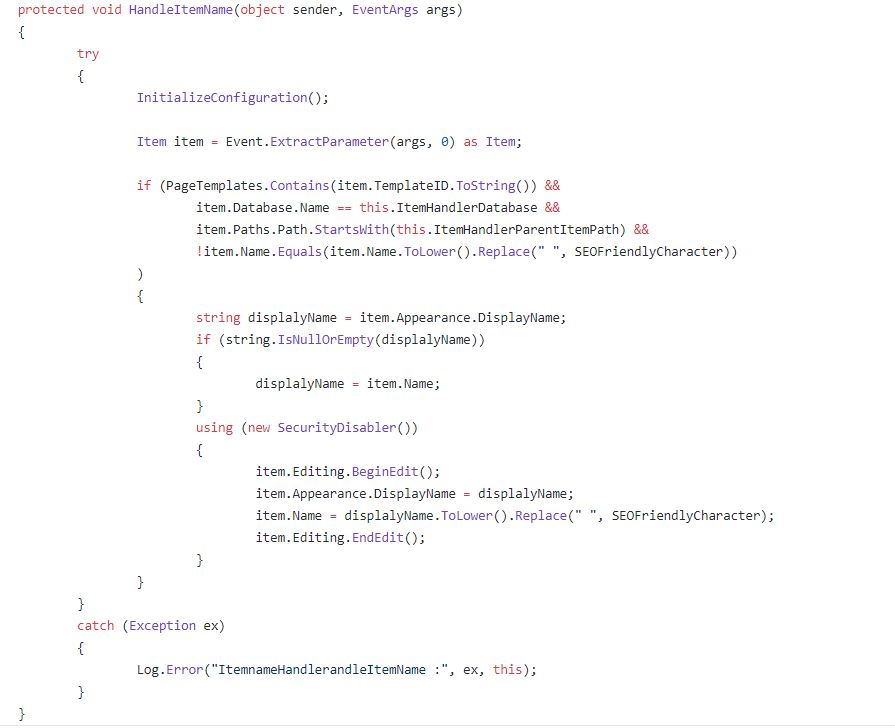 protected void HandleItemName(object sender, EventArgs args)
{
try
{
InitializeConfiguration();
Item item = Event.ExtractParameter(args, 0) as Item;
if (PageTemplates.Contains(item.TemplateID.ToString()) &&
item.Database.Name == this.ItemHandlerDatabase &&
item.Paths.Path.StartsWith(this.ItemHandlerParentItemPath) &&
!item.Name.Equals(item.Name.ToLower().Replace(" ", SEOFriendlyCharacter))
)
{
string displalyName = item.Appearance.DisplayName;
if (string.IsNullOrEmpty(displalyName))
{
displalyName = item.Name;
}
using (new SecurityDisabler())
{
item.Editing.BeginEdit();
item.Appearance.DisplayName = displalyName;
item.Name = displalyName.ToLower().Replace(" ", SEOFriendlyCharacter);
item.Editing.EndEdit();
}
}
}
catch (Exception ex)
{
Log.Error("ItemnameHandlerandleItemName :", ex, this);
}
}